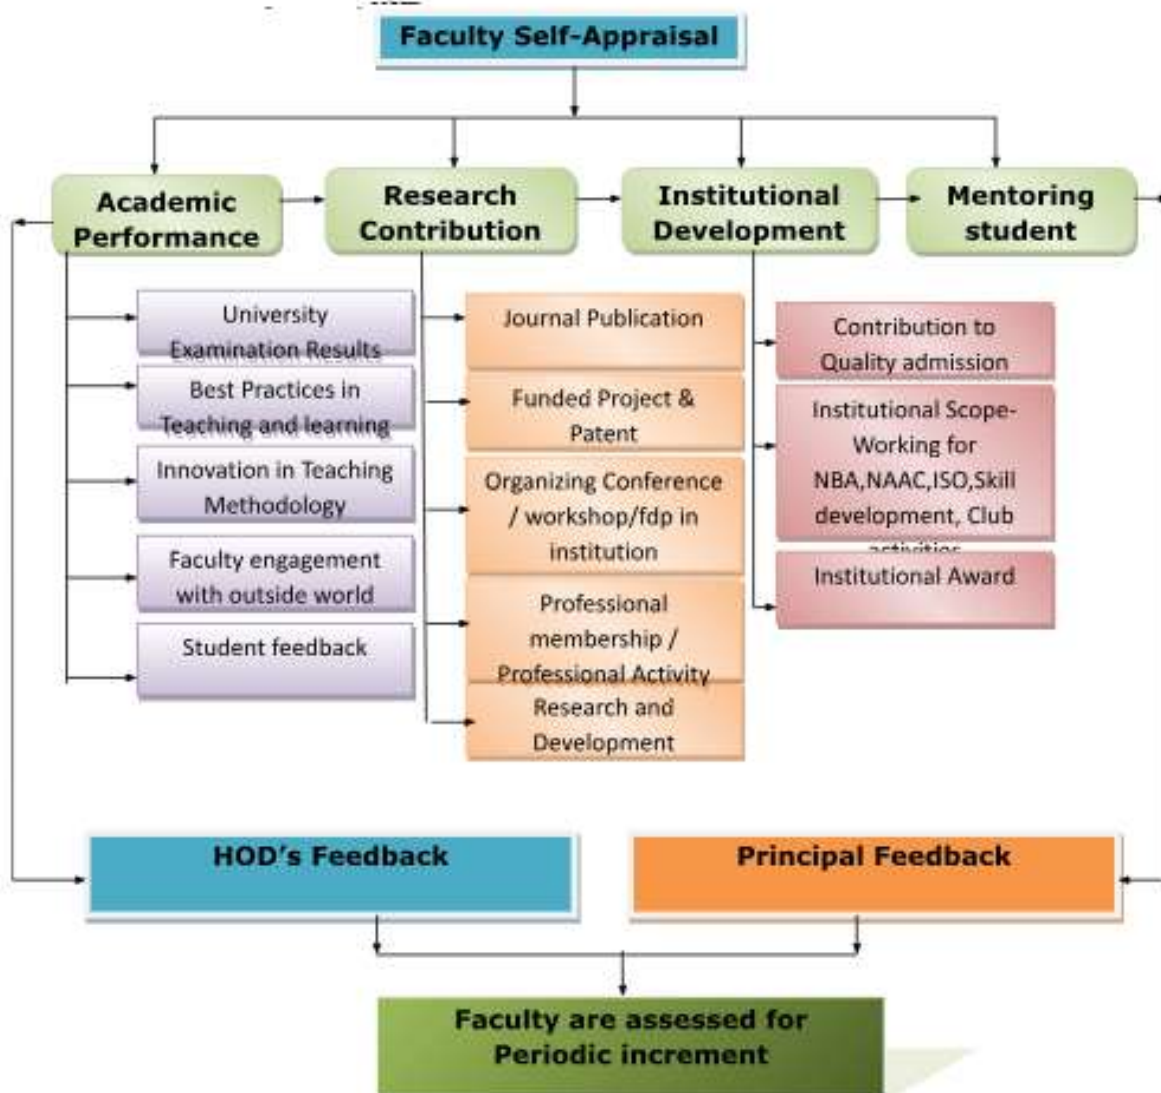 Faculty Self-Appraisal
Academic
Performance
Research
Contribution
Institutional
Development
Mentoring
student
University
Examination Results
Best Practices in
Teaching and learning
Innovation in Teaching
Methodology
Faculty engagement
with outside world
Student feedback
Journal Publication
Funded Project &
Patent
Organizing Conference
/ workshop/fdp in
institution
Professional
membership /
Professional Activity
Research and
Development
Contribution to
Quality admission
Institutional Scope-
Working for
NBA,NAAC,ISO,Skill
development, Club
activities
Institutional Award
HOD's Feedback
Principal Feedback
Faculty are assessed for
Periodic increment